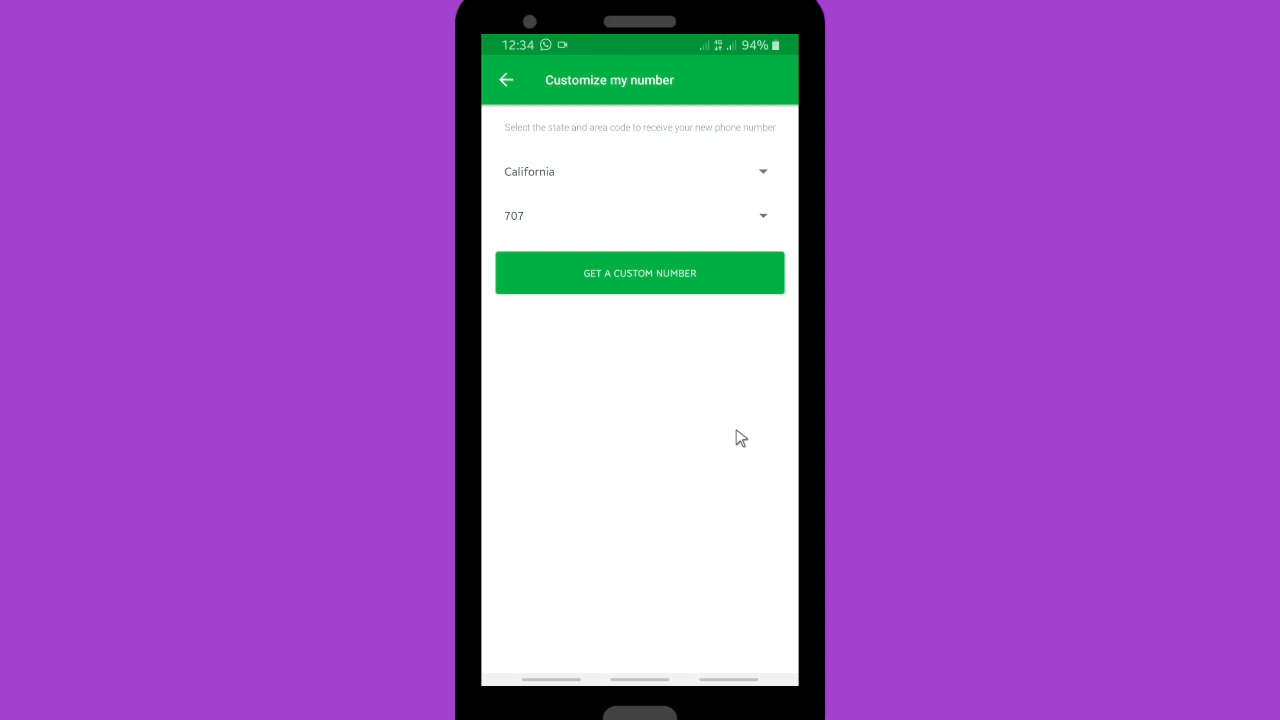 12:34 4G 94%
Customize my number
Select the state and area code to receive your new phone number
California
707
GET A CUSTOM NUMBER